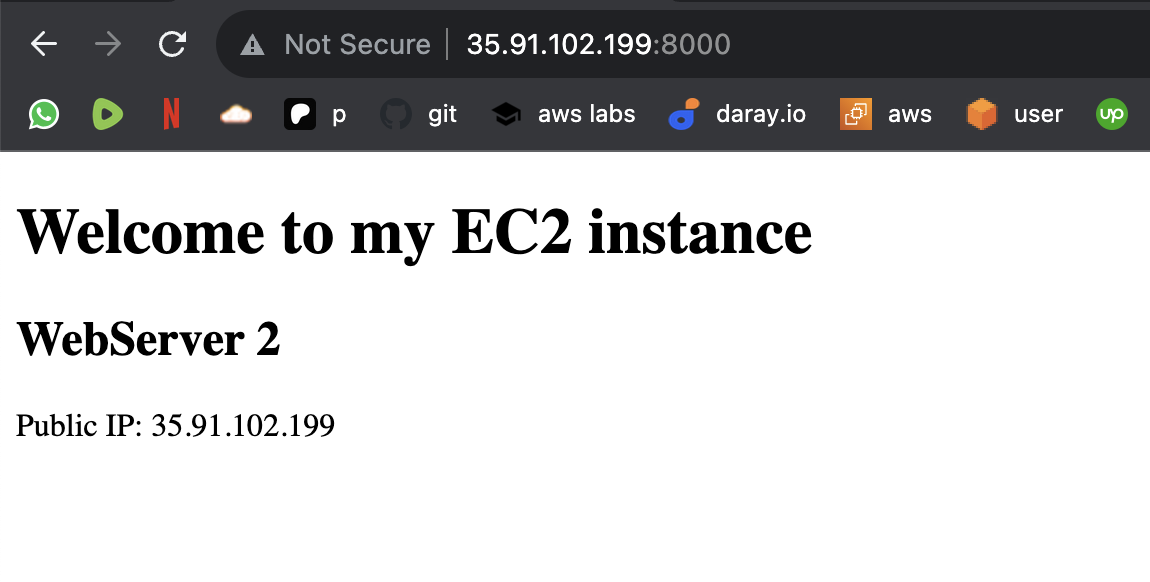 Not Secure 35.91.102.199:8000
p git aws labs daray.io aws user up
Welcome to my EC2 instance
WebServer 2
Public IP: 35.91.102.199